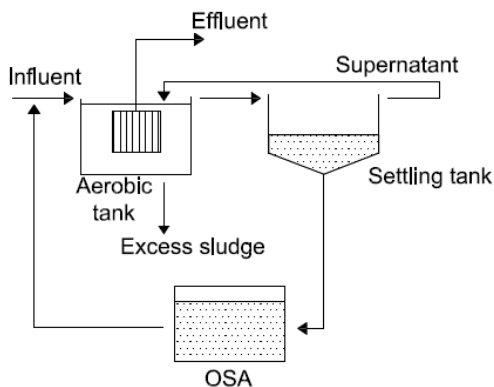 Effluent
Influent
Supernatant
Aerobic
tank
Settling tank
Excess sludge
OSA